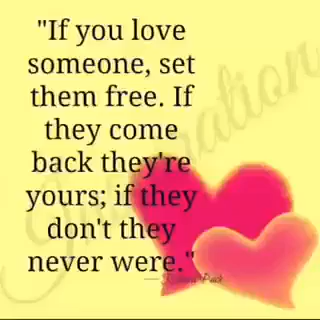 "If you love
someone, set
them free. If
they come
back they're
yours; if they
don't they
never were."